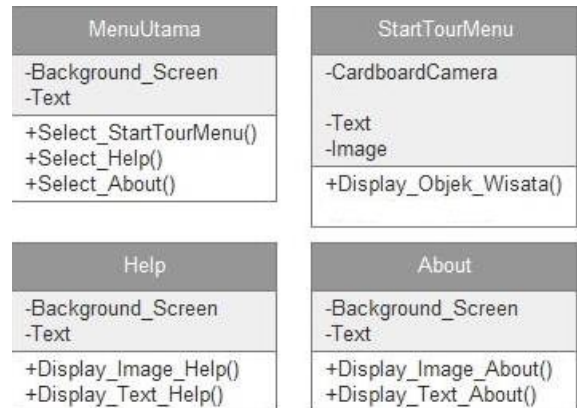 MenuUtama
-Background_Screen
-Text
+Select_StartTourMenu()
+Select_Help()
+Select_About()
StartTourMenu
-CardboardCamera
-Text
-Image
+Display_Objek_Wisata()
Help
-Background_Screen
-Text
+Display_Image_Help()
+Display_Text_Help()
About
-Background_Screen
-Text
+Display_Image_About()
+Display_Text_About()